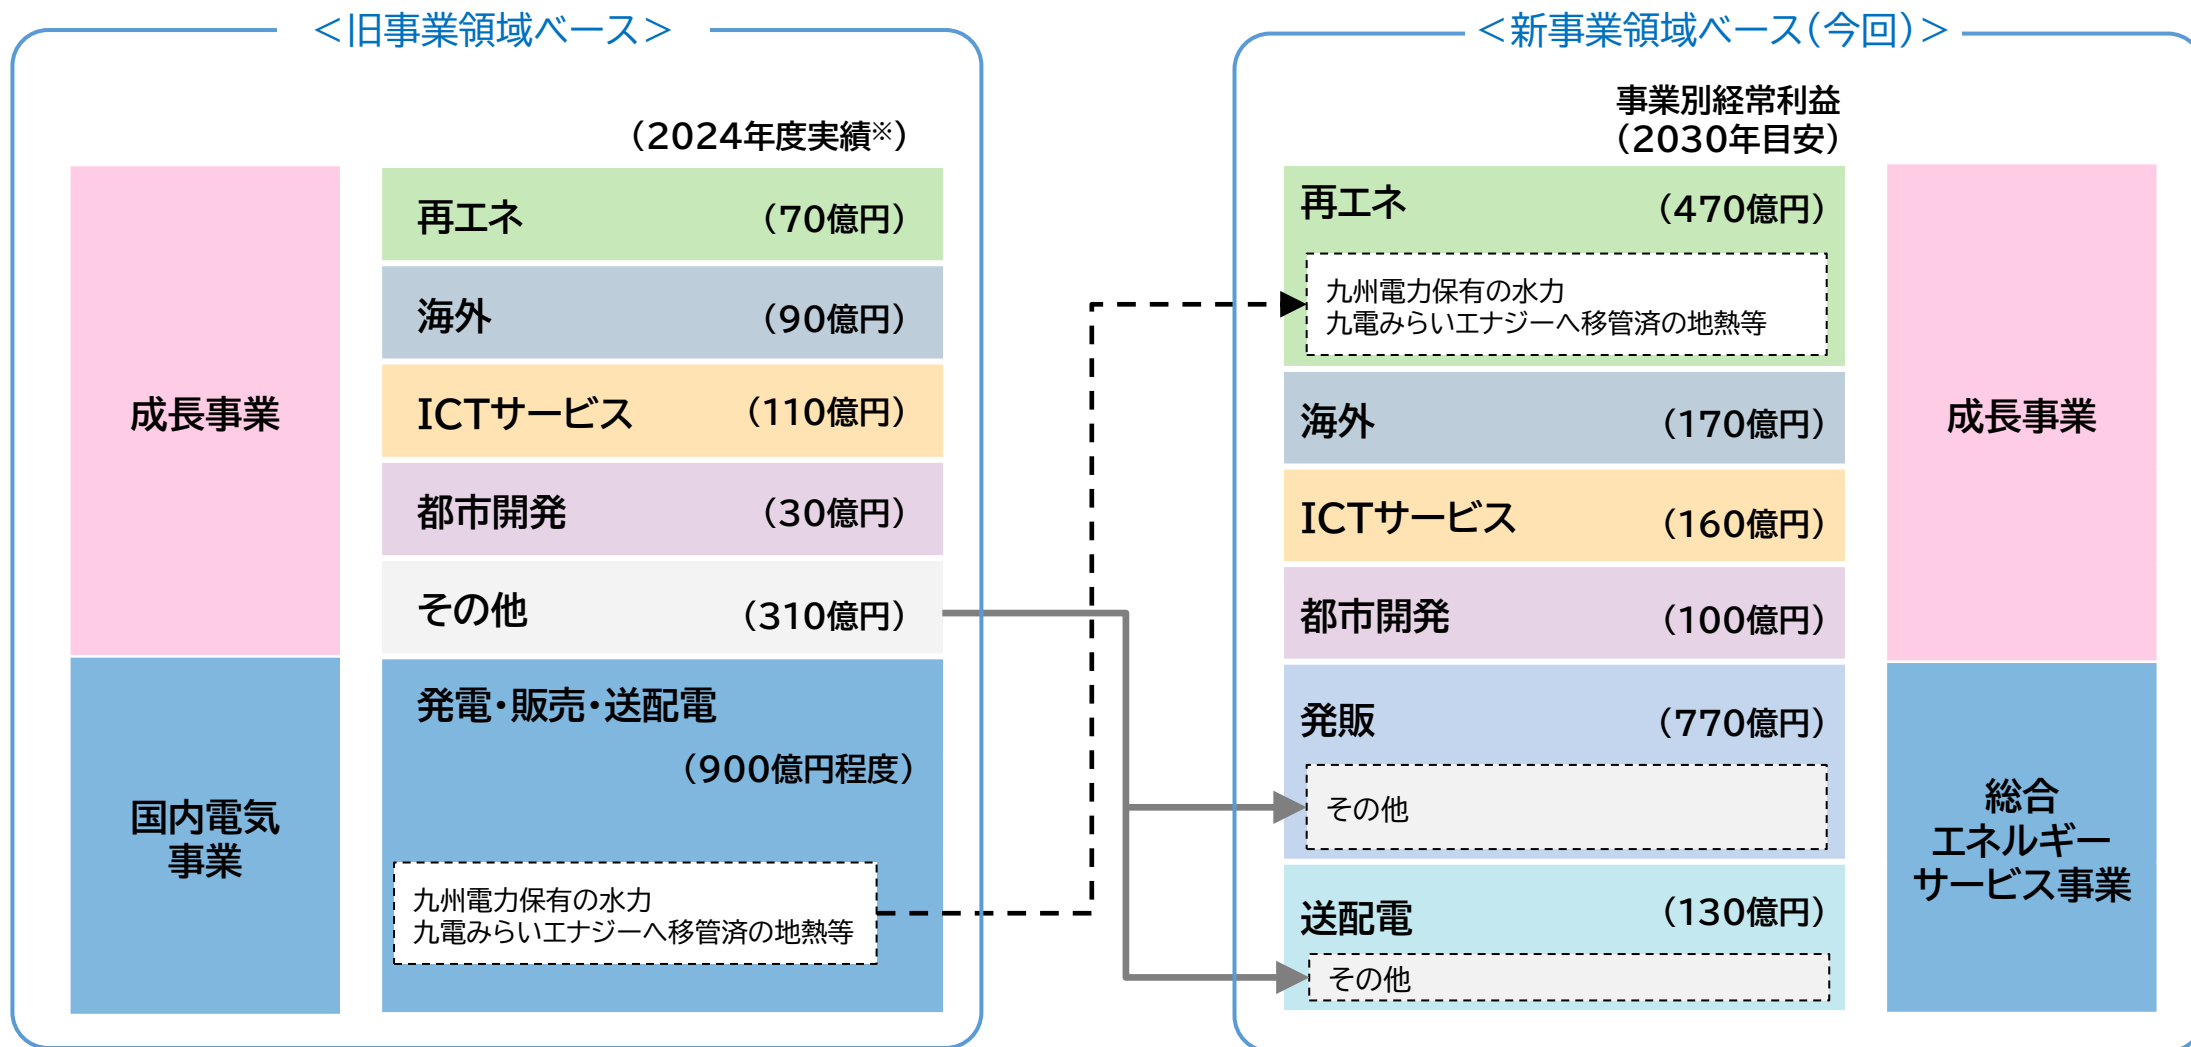 ＜旧事業領域ベース＞
（2024年度実績※）
成長事業
再エネ （70億円）
海外 （90億円）
ICTサービス （110億円）
都市開発 （30億円）
その他 （310億円）
国内電気
事業
発電・販売・送配電
（900億円程度）
九州電力保有の水力
九電みらいエナジーへ移管済の地熱等
＜新事業領域ベース（今回）＞
事業別経常利益
（2030年目安）
再エネ （470億円）
九州電力保有の水力
九電みらいエナジーへ移管済の地熱等
海外 （170億円）
ICTサービス （160億円）
都市開発 （100億円）
成長事業
発販 （770億円）
その他
送配電 （130億円）
その他
総合
エネルギー
サービス事業